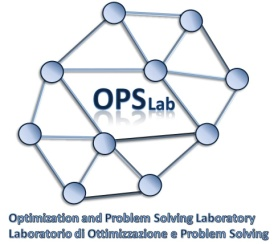 OPS Lab
Optimization and Problem Solving Laboratory
Laboratorio di Ottimizzazione e Problem Solving